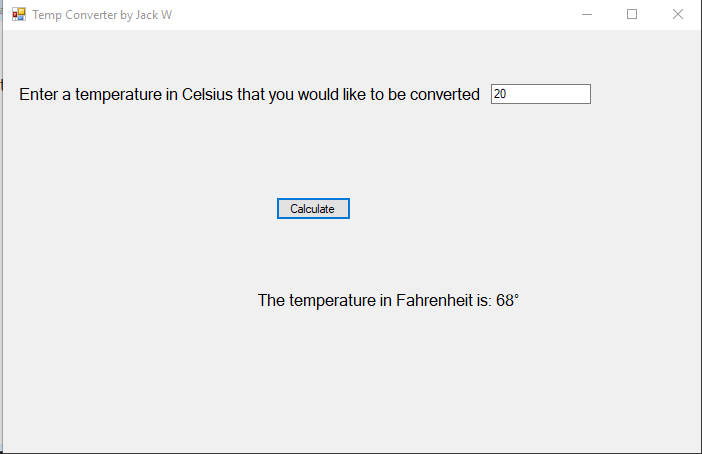 Temp Converter by Jack W
Enter a temperature in Celsius that you would like to be converted 20
Calculate
The temperature in Fahrenheit is: 68°